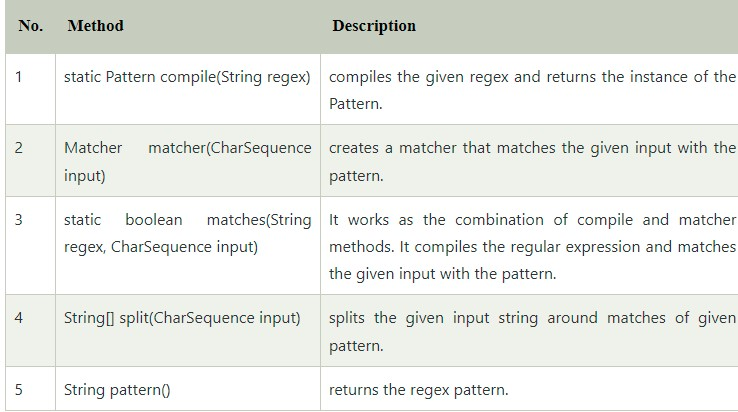 No. Method Description
1 static Pattern compile(String regex) compiles the given regex and returns the instance of the
Pattern.
2 Matcher matcher(CharSequence creates a matcher that matches the given input with the
input) pattern.
3 static boolean matches(String It works as the combination of compile and matcher
regex, CharSequence input) methods. It compiles the regular expression and matches
the given input with the pattern.
4 String[] split(CharSequence input) splits the given input string around matches of given
pattern.
5 String pattern() returns the regex pattern.